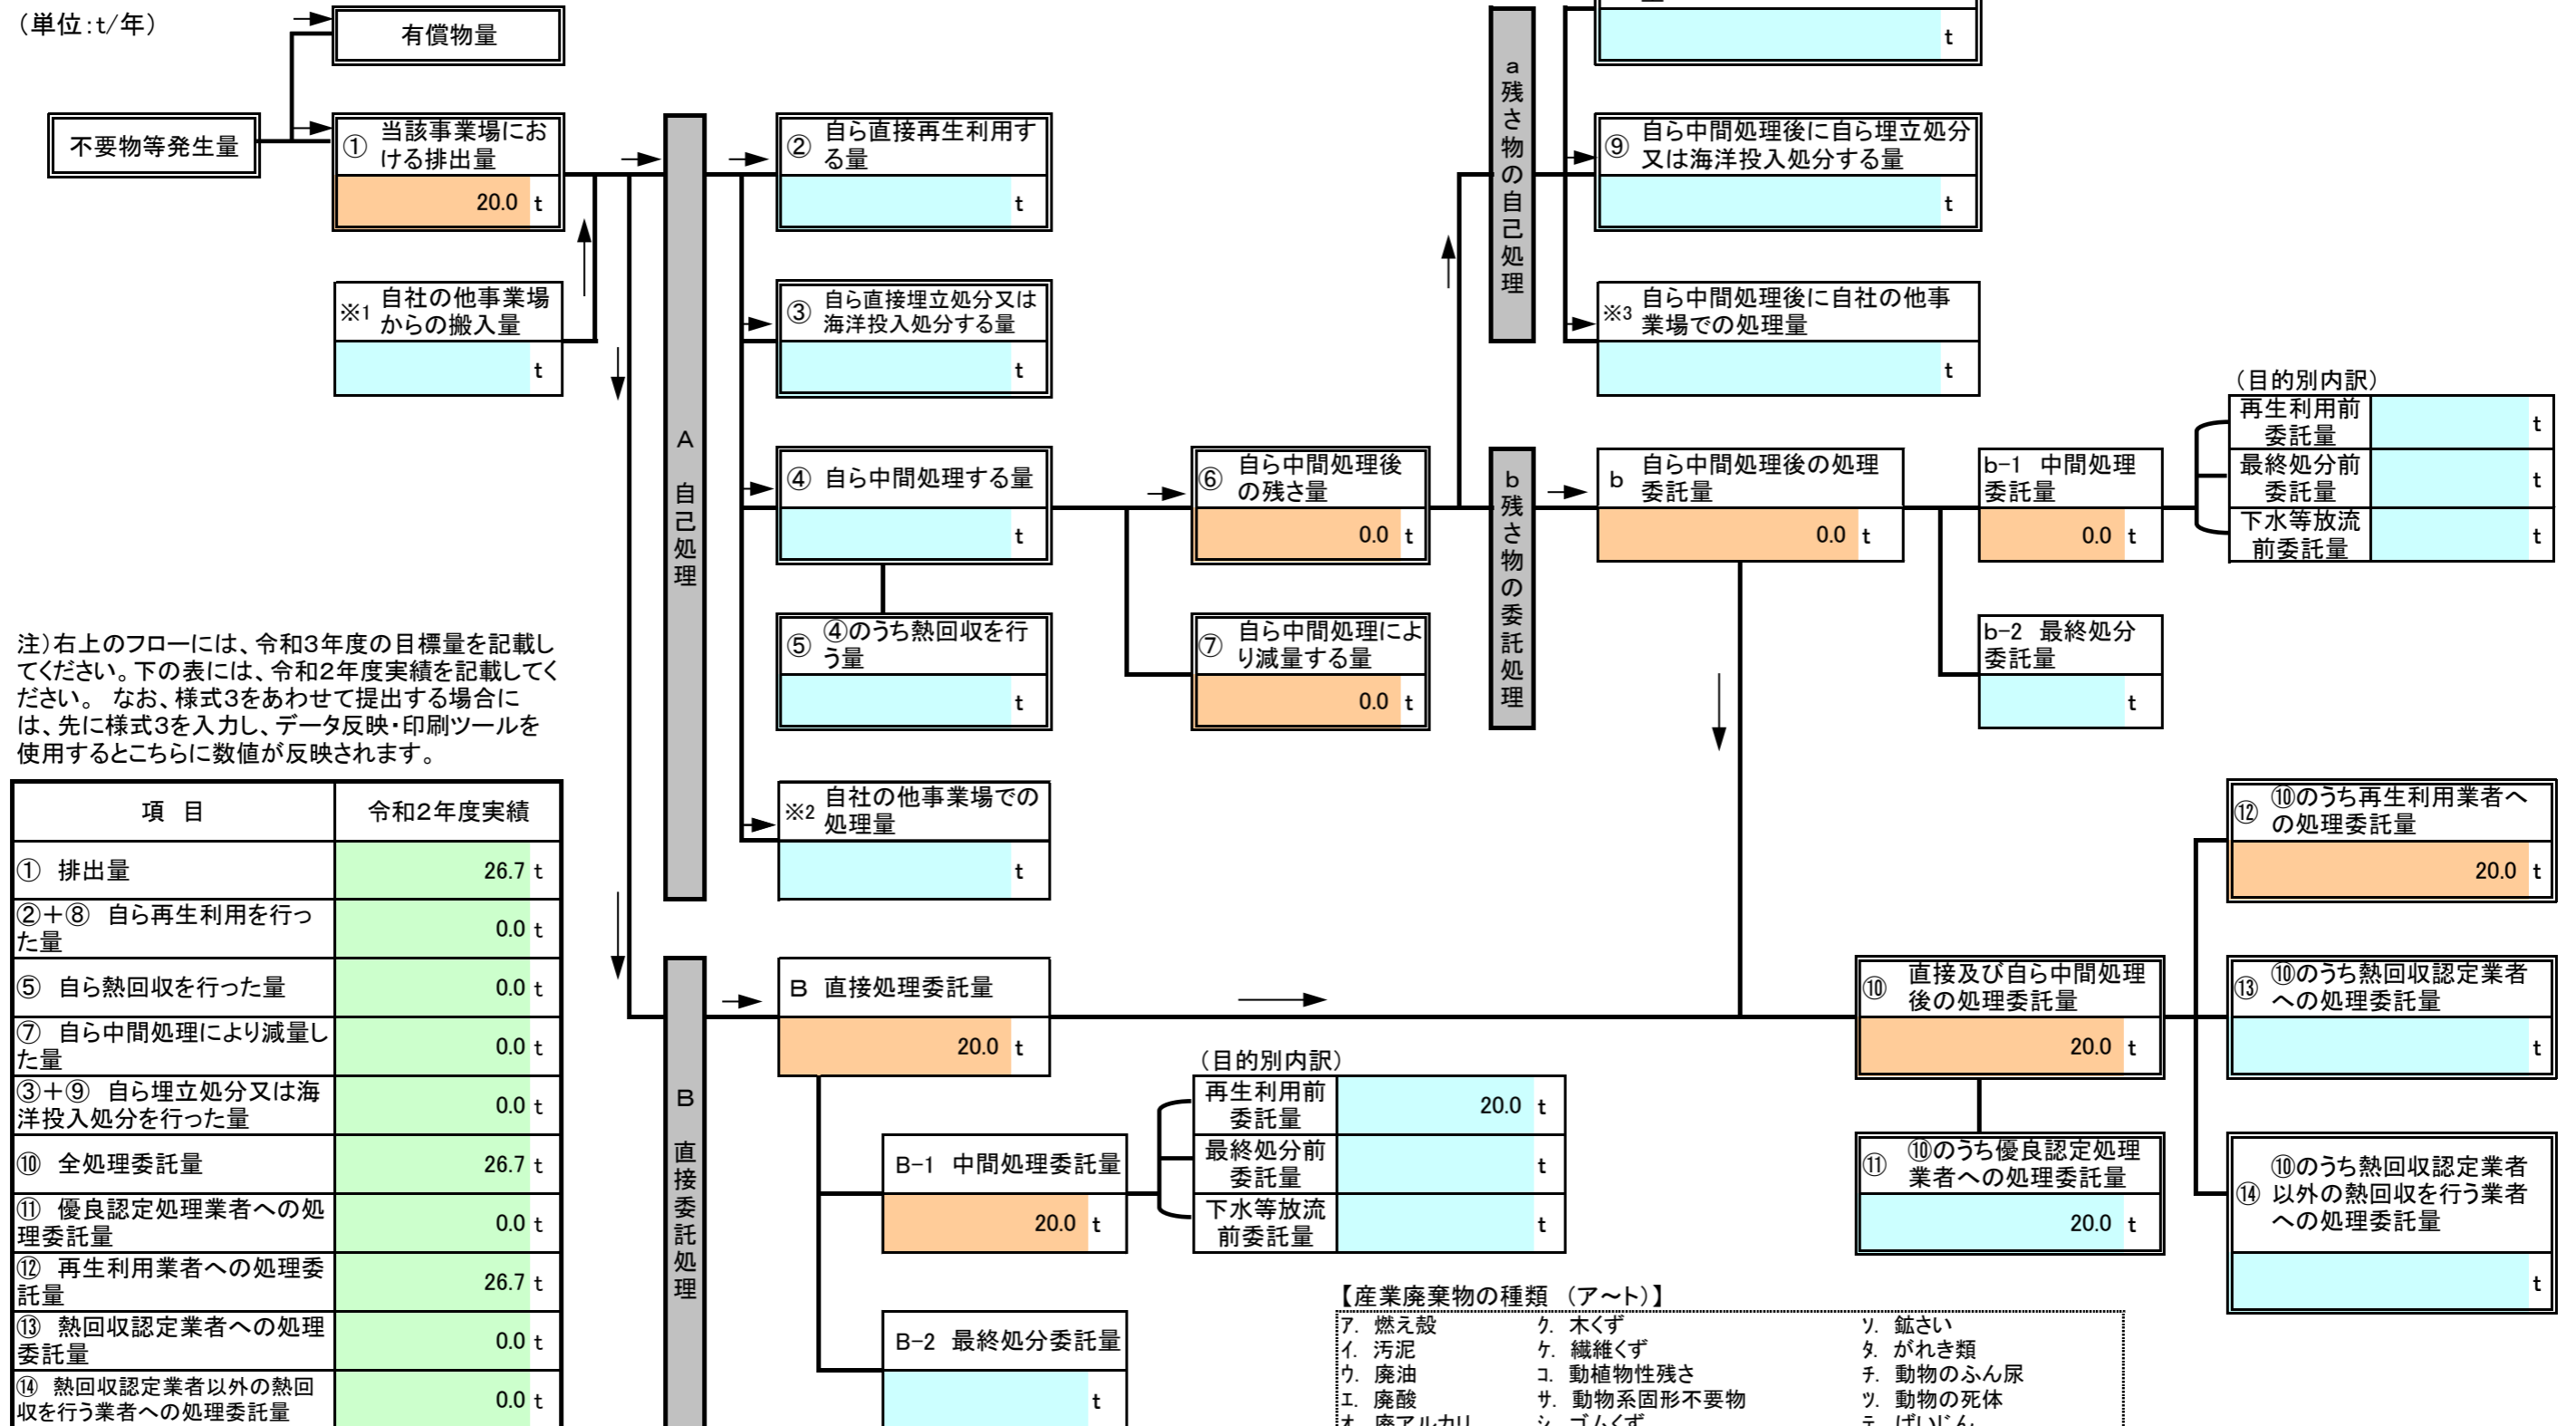 （単位：t/年）
有償物量
不要物等発生量
① 当該事業場にお
ける排出量
20.0 t
※1 自社の他事業場
からの搬入量
t
A 自己処理
② 自ら直接再生利用す
る量
t
③ 自ら直接埋立処分又は
海洋投入処分する量
t
④ 自ら中間処理する量
t
⑤ ④のうち熱回収を行
う量
t
※2 自社の他事業場での
処理量
t
⑥ 自ら中間処理後
の残さ量
0.0 t
⑦ 自ら中間処理によ
り減量する量
0.0 t
a 残さ物の自己処理
t
⑨ 自ら中間処理後に自ら埋立処分
又は海洋投入処分する量
t
※3 自ら中間処理後に自社の他事
業場での処理量
t
b 残さ物の委託処理
b 自ら中間処理後の処理
委託量
0.0 t
b-1 中間処理
委託量
0.0 t
b-2 最終処分
委託量
t
（目的別内訳）
再生利用前
委託量
t
最終処分前
委託量
t
下水等放流
前委託量
t
注）右上のフローには、令和３年度の目標量を記載し
てください。下の表には、令和２年度実績を記載してく
ださい。 なお、様式３をあわせて提出する場合に
は、先に様式３を入力し、データ反映・印刷ツールを
使用するとこちらに数値が反映されます。
項 目 令和２年度実績
① 排出量 26.7 t
②＋⑧ 自ら再生利用を行っ
た量 0.0 t
⑤ 自ら熱回収を行った量 0.0 t
⑦ 自ら中間処理により減量し
た量 0.0 t
③＋⑨ 自ら埋立処分又は海
洋投入処分を行った量 0.0 t
⑩ 全処理委託量 26.7 t
⑪ 優良認定処理業者への処
理委託量 0.0 t
⑫ 再生利用業者への処理委
託量 26.7 t
⑬ 熱回収認定業者への処理
委託量 0.0 t
⑭ 熱回収認定業者以外の熱回
収を行う業者への処理委託量 0.0 t
B 直接委託処理
B 直接処理委託量
20.0 t
B-1 中間処理委託量
20.0 t
B-2 最終処分委託量
t
（目的別内訳）
再生利用前
委託量
20.0 t
最終処分前
委託量
t
下水等放流
前委託量
t
⑩ 直接及び自ら中間処理
後の処理委託量
20.0 t
⑪ ⑩のうち優良認定処理
業者への処理委託量
20.0 t
⑫ ⑩のうち再生利用業者へ
の処理委託量
20.0 t
⑬ ⑩のうち熱回収認定業者
への処理委託量
t
⑭ ⑩のうち熱回収認定業者
以外の熱回収を行う業者
への処理委託量
t
【産業廃棄物の種類 （ア～ト）】
ア. 燃え殻 ク. 木くず ソ. 鉱さい
イ. 汚泥 ケ. 繊維くず タ. がれき類
ウ. 廃油 コ. 動植物性残さ チ. 動物のふん尿
エ. 廃酸 サ. 動物系固形不要物 ツ. 動物の死体
オ. 廃アルカリ シ. ゴムくず テ. ばいじん